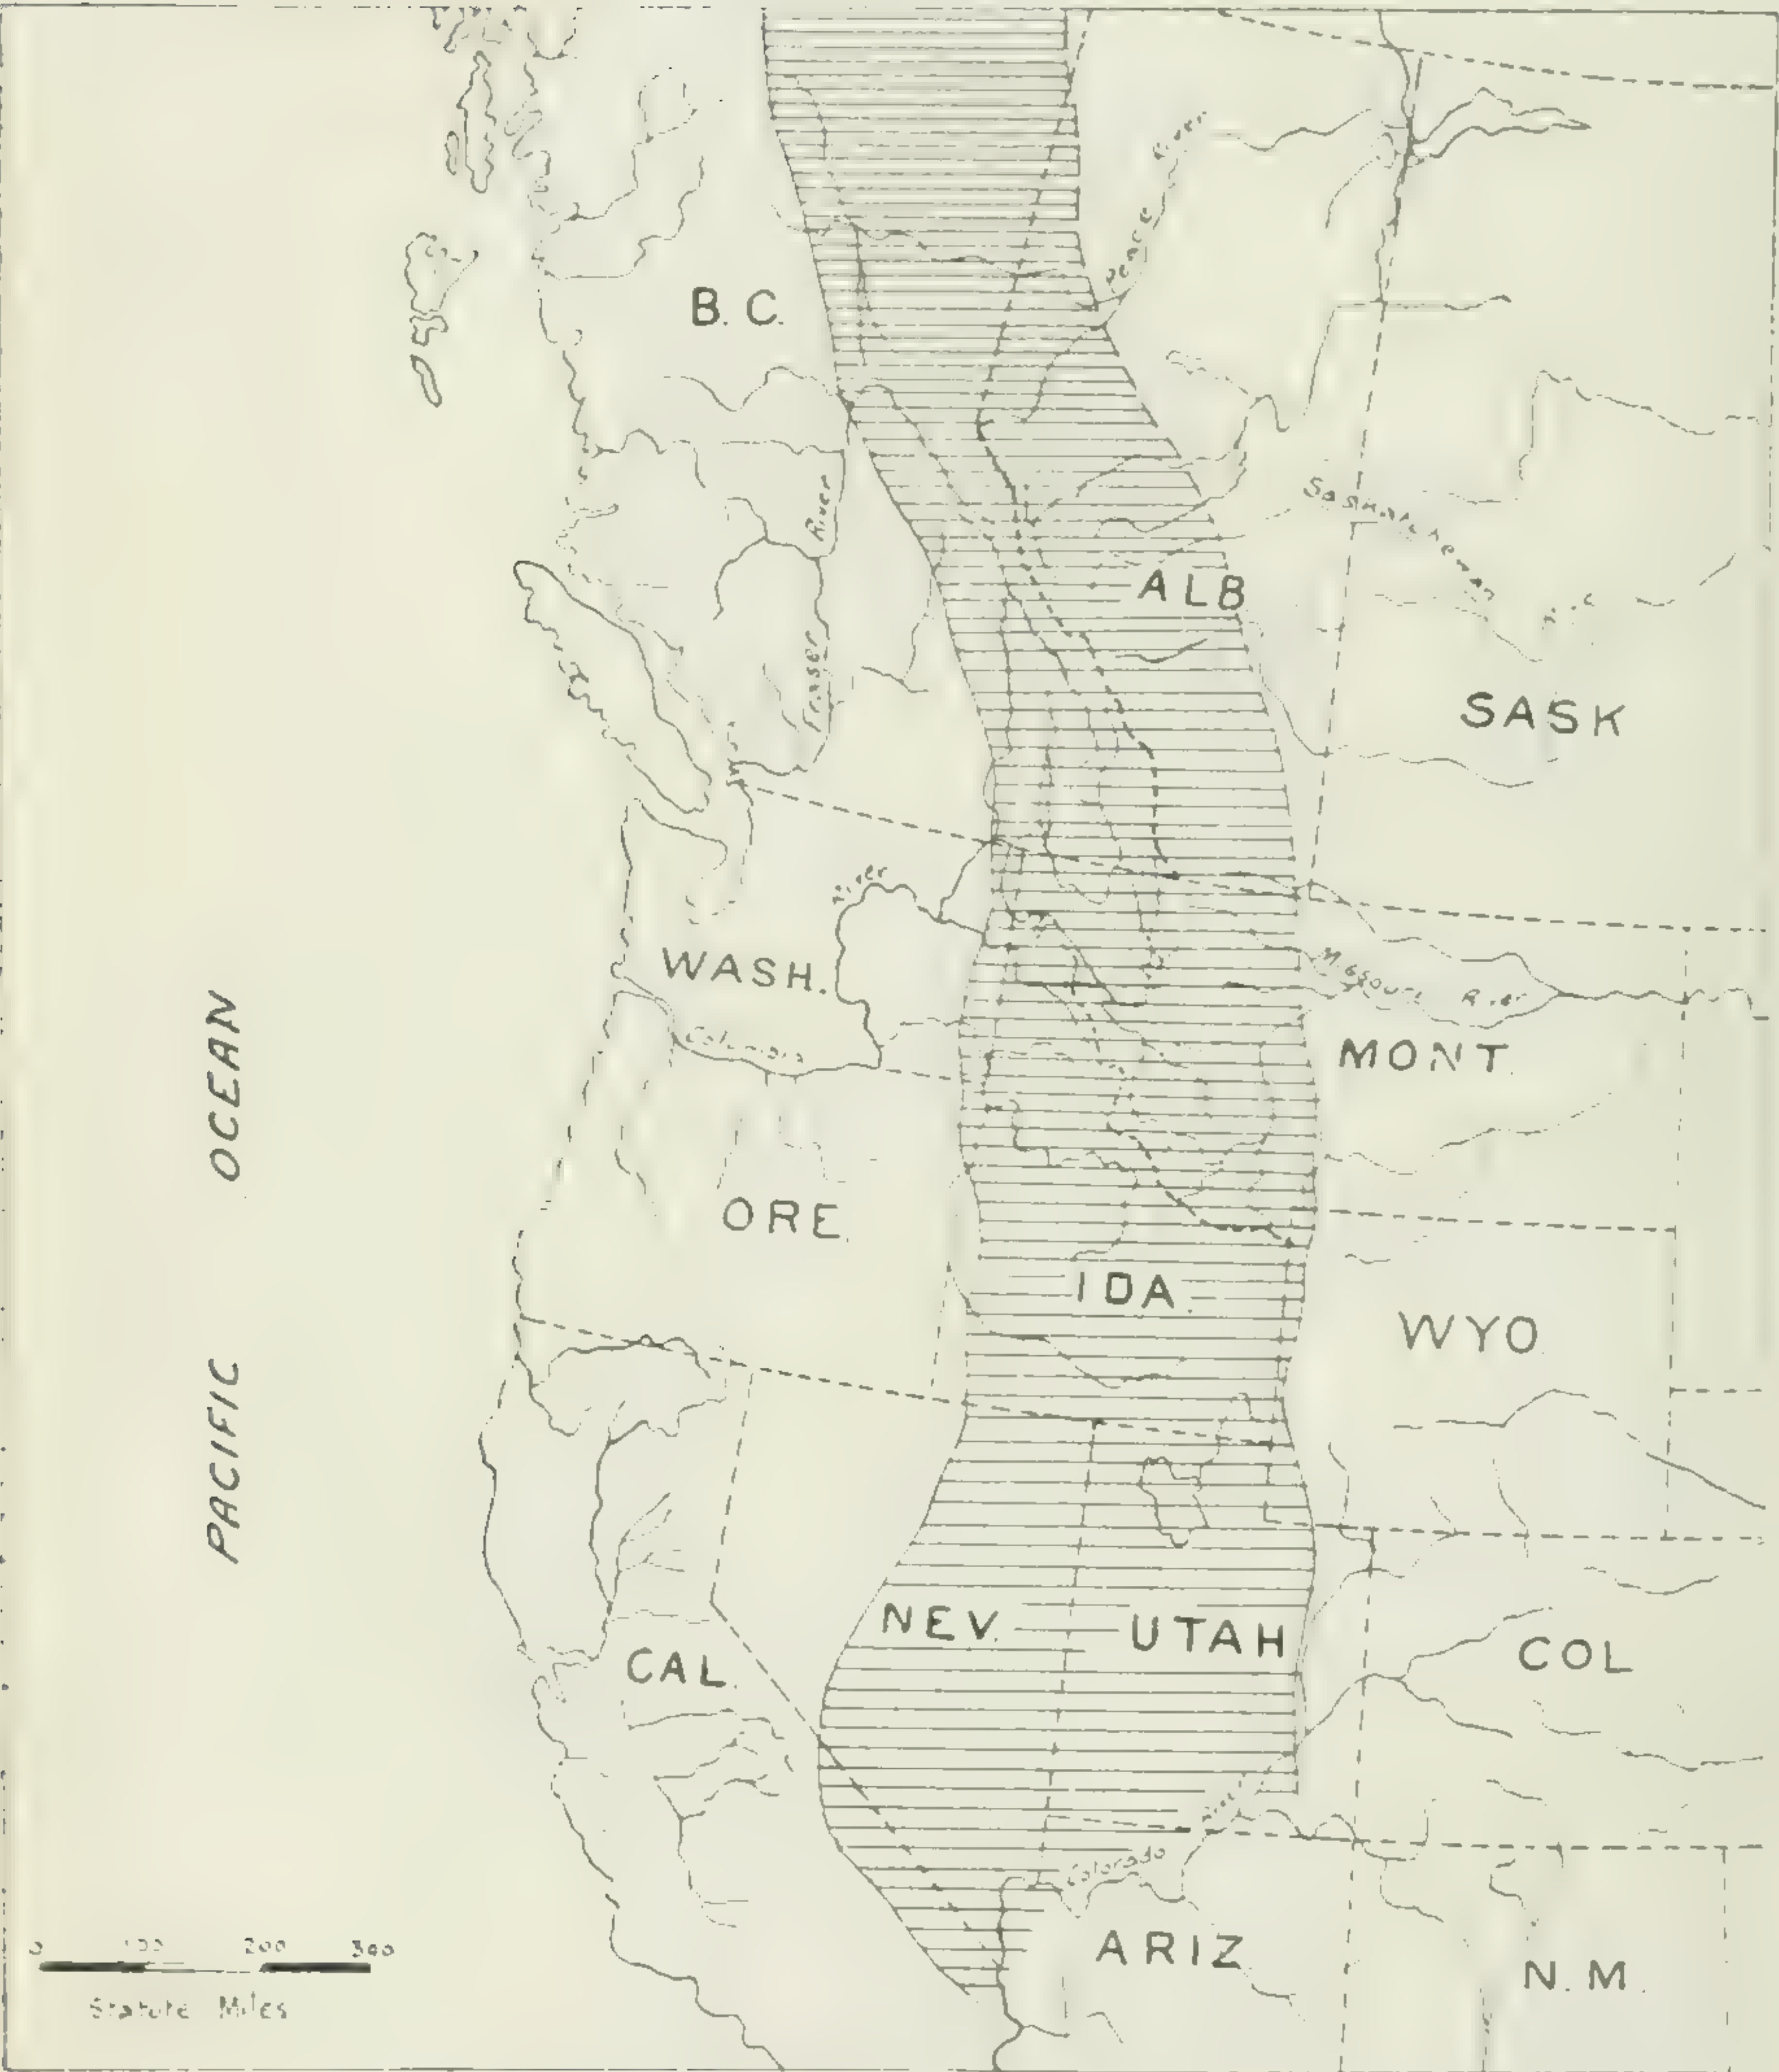 Peace River
B. C.
Saskatchewan
River
ALB
Fraser
SASK
River
WASH.
Missouri River
Columbia
MONT.
OCEAN
ORE.
IDA.
WYO.
PACIFIC
NEV.
UTAH
COL
CAL.
River
Colorado
ARIZ
0 100 200 300
N. M.
Statute Miles